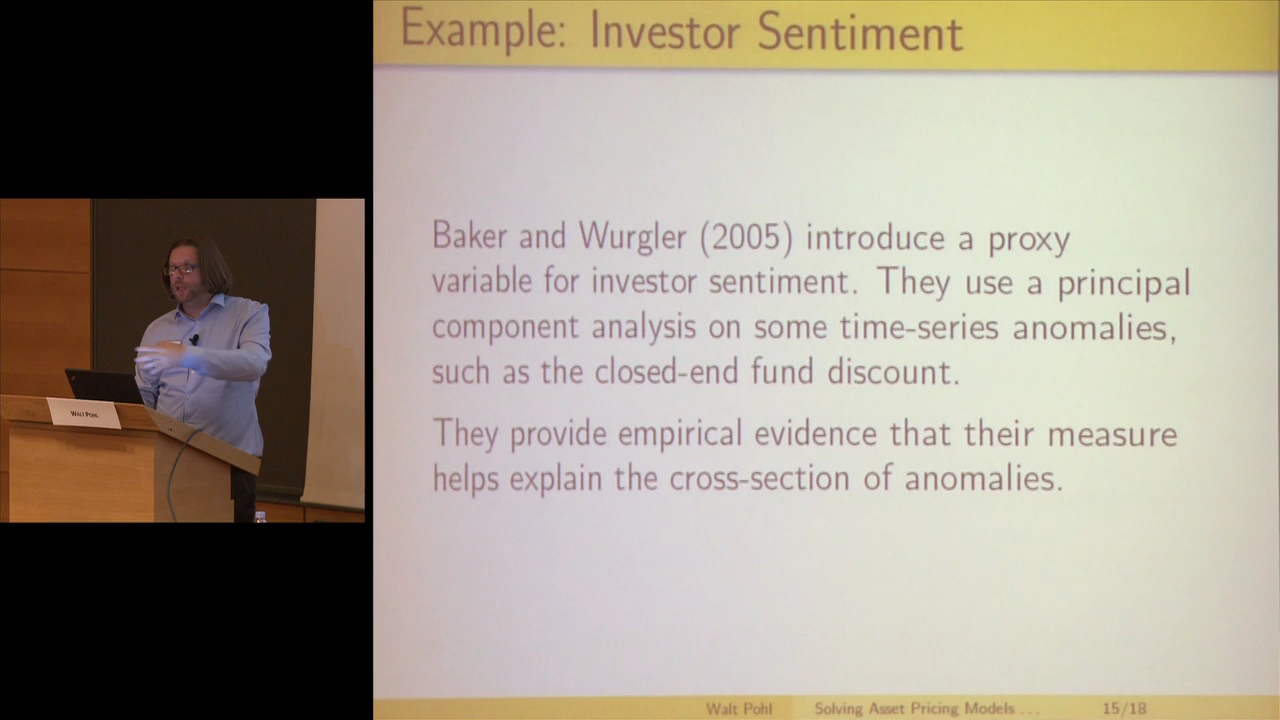 Example: Investor Sentiment
Baker and Wurgler (2005) introduce a proxy
variable for investor sentiment. They use a principal
component analysis on some time-series anomalies,
such as the closed-end fund discount.
They provide empirical evidence that their measure
helps explain the cross-section of anomalies.
WALT POHL
Walt Pohl Solving Asset Pricing Models ... 15/18